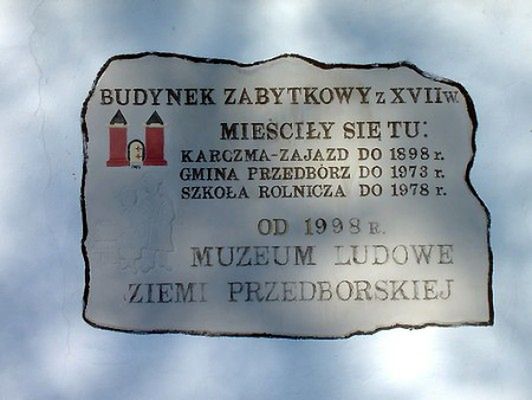 BUDYNEK ZABYTKOWY Z XVII W.
MIEŚCIŁY SIĘ TU:
KARCZMA-ZAJAZD DO 1898 r.
GMINA PRZEDBÓRZ DO 1973 r.
SZKOŁA ROLNICZA DO 1978 r.
OD 1998 R.
MUZEUM LUDOWE
ZIEMI PRZEDBORSKIEJ